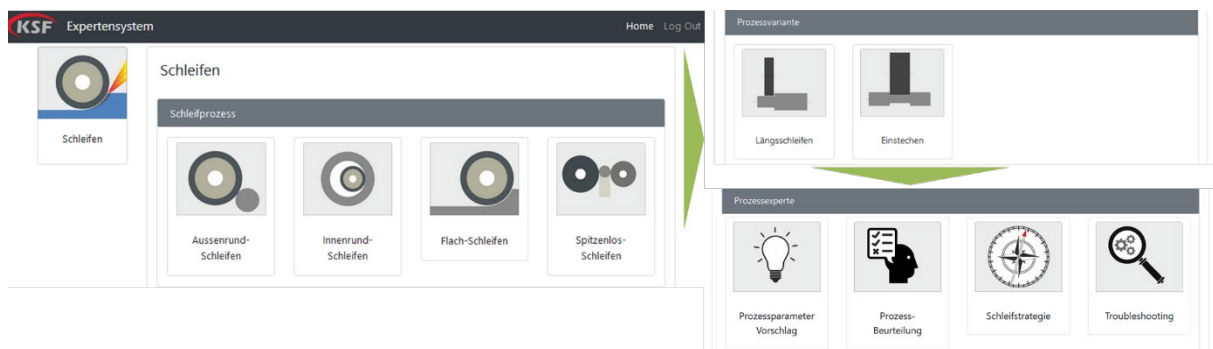 KSF Expertensystem
Home Log Out
Schleifen
Schleifen
Schleifprozess
Aussenrund-
Schleifen
Innenrund-
Schleifen
Flach-Schleifen
Spitzenlos-
Schleifen
Prozessvariante
Längsschleifen
Einstechen
Prozessexperte
Prozessparameter
Vorschlag
Prozess-
Beurteilung
Schleifstrategie
Troubleshooting